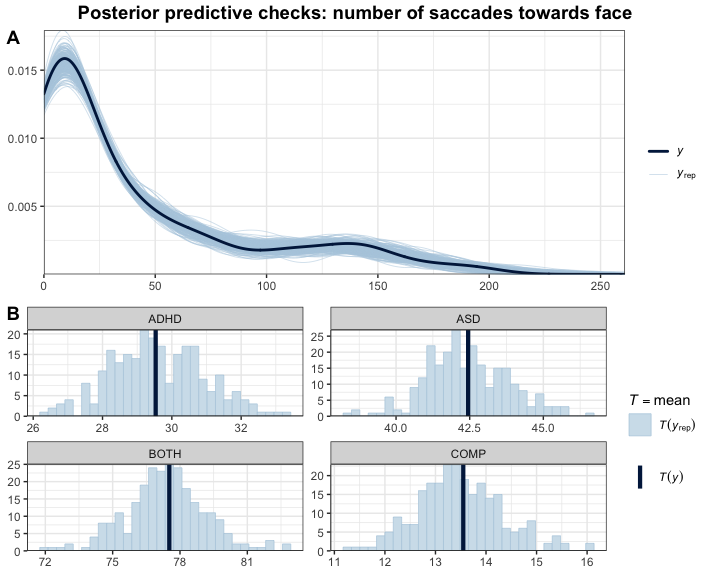 Posterior predictive checks: number of saccades towards face
A
0.015
0.010
0.005
0 50 100 150 200 250
y
yrep
B
ADHD
20
15
10
5
0
26 28 30 32
ASD
25
20
15
10
5
0
40.0 42.5 45.0
BOTH
25
20
15
10
5
0
72 75 78 81
COMP
20
15
10
5
0
11 12 13 14 15 16
T = mean
T(yrep)
T(y)